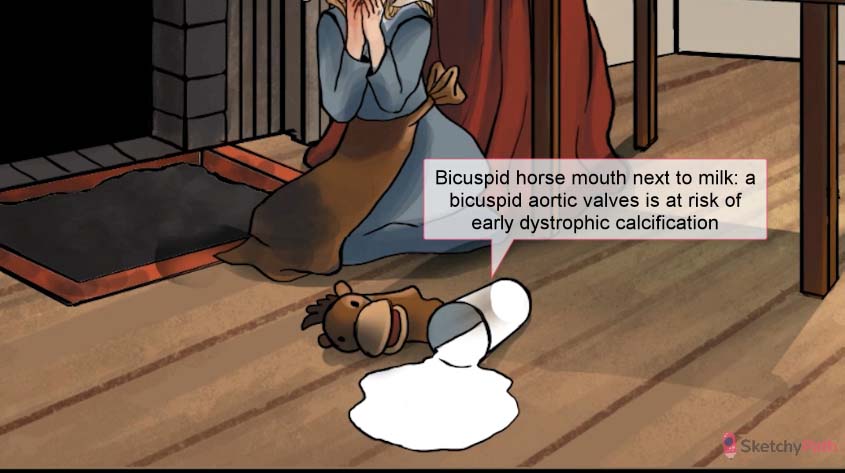 Bicuspid horse mouth next to milk: a
bicuspid aortic valves is at risk of
early dystrophic calcification
SketchyPath